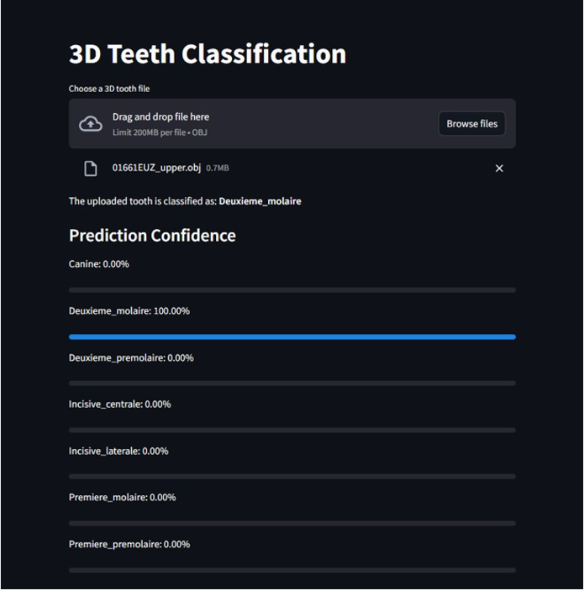 3D Teeth Classification
Choose a 3D tooth file
Drag and drop file here
Limit 200MB per file • OBJ
Browse files
01661EUZ_upper.obj 0.7MB
The uploaded tooth is classified as: Deuxieme_molaire
Prediction Confidence
Canine: 0.00%
Deuxieme_molaire: 100.00%
Deuxieme_premolaire: 0.00%
Incisive_centrale: 0.00%
Incisive_laterale: 0.00%
Premiere_molaire: 0.00%
Premiere_premolaire: 0.00%